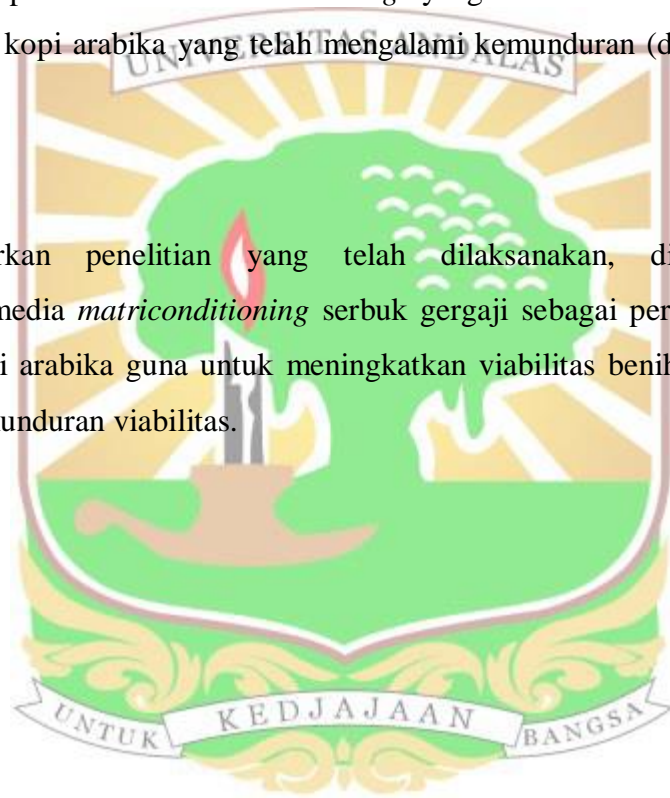 yang
kopi arabika yang telah mengalami kemunduran (d
UNIVERSITAS ANDALAS
rkan penelitian yang telah dilaksanakan, di
media matriconditioning serbuk gergaji sebagai per
i arabika guna untuk meningkatkan viabilitas benih
unduran viabilitas.
UNTUK KEDJAJAAN BANGSA